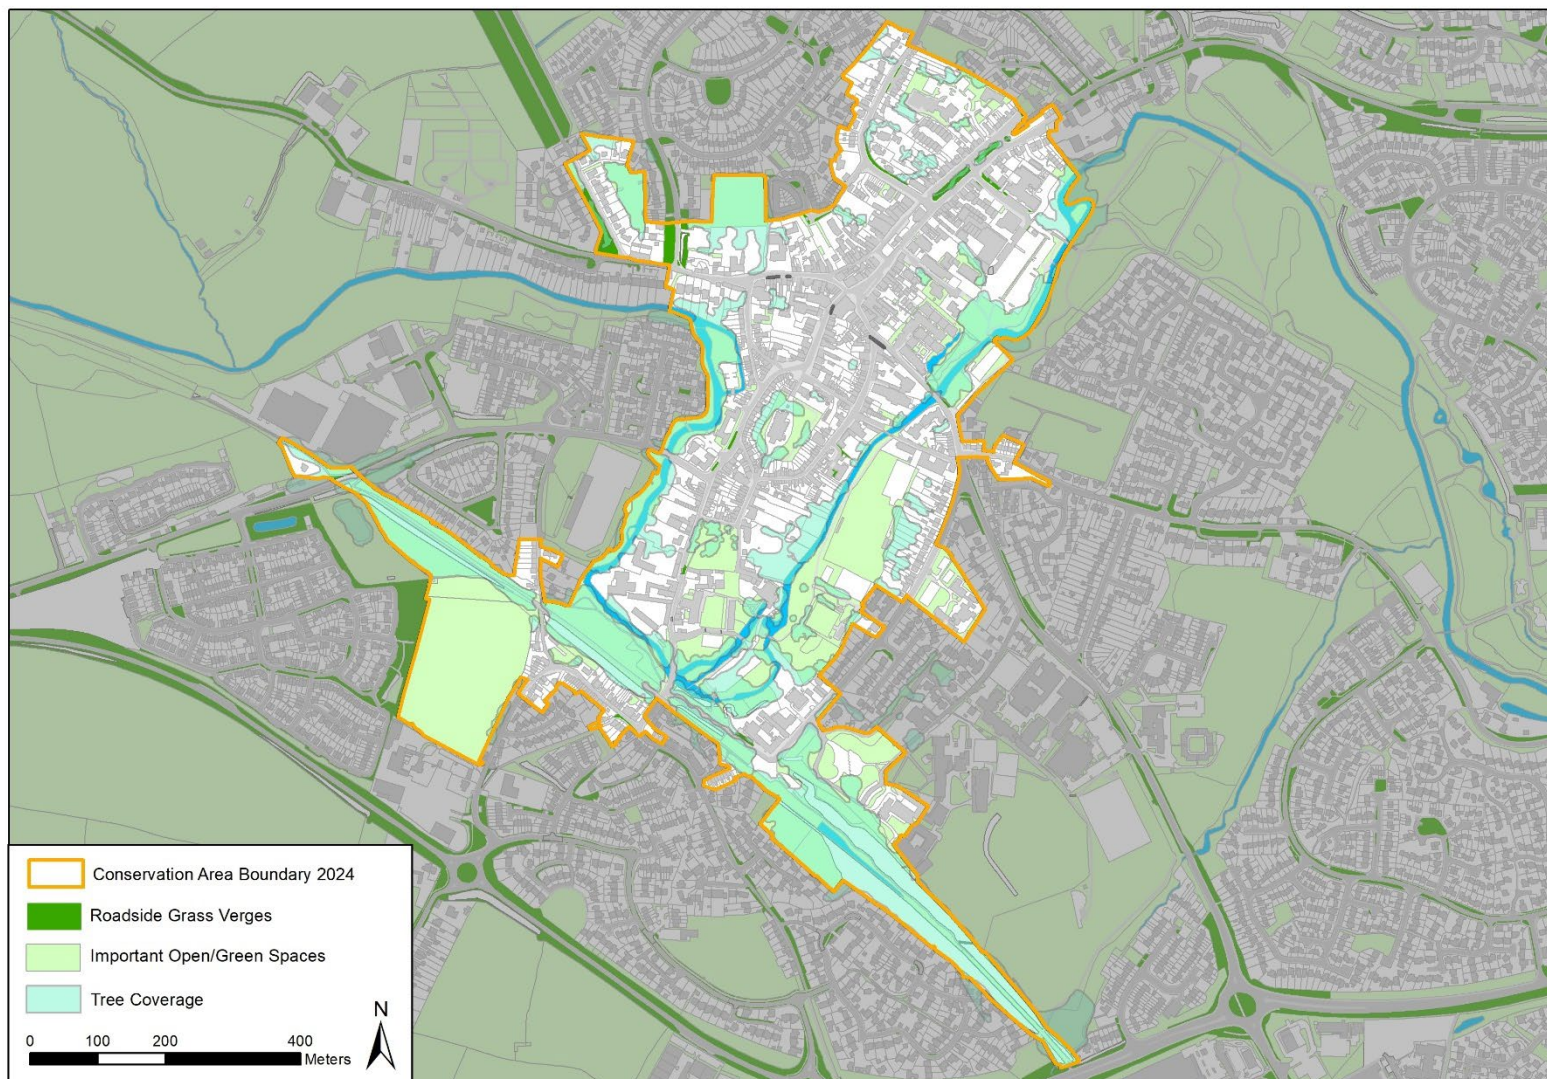 Conservation Area Boundary 2024
Roadside Grass Verges
Important Open/Green Spaces
Tree Coverage
N
0 100 200 400
Meters